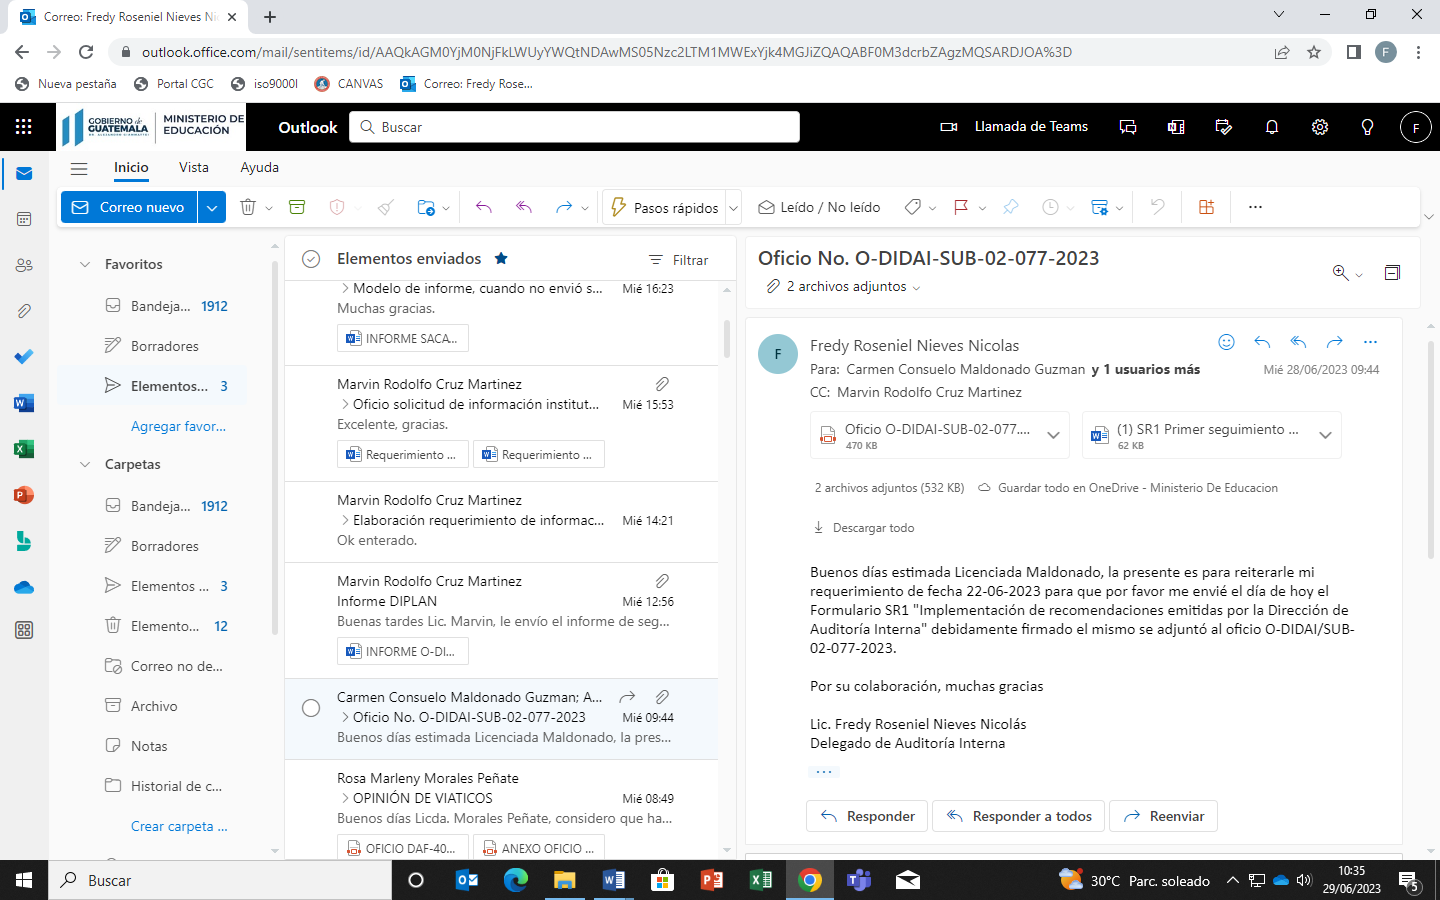 Correo: Fredy Roseniel Nieves Ni
outlook.office.com/mail/sentitems/id/AAQkAGM0YjM0NjFkLWUyYWQtNDAwMS05Nzc2LTM1MWExYjk4MGJiZQAQABF0M3dcrbZAgzMQSARDJOA%3D
F
Nueva pestaña
Portal CGC
iso9000l
CANVAS
Correo: Fredy Rose...
GOBIERNO de
GUATEMALA
MINISTERIO DE
EDUCACIÓN
Outlook
Buscar
Llamada de Teams
F
Inicio
Vista
Ayuda
Correo nuevo
Pasos rápidos
Leído / No leído
Favoritos
Bandeja... 1912
Borradores
Elementos... 3
Agregar favor...
Carpetas
Bandeja... 1912
Borradores
Elementos ... 3
Elemento... 12
Correo no de...
Archivo
Notas
Historial de c...
Crear carpeta ...
Elementos enviados
Filtrar
Modelo de informe, cuando no envió s... Mié 16:23
Muchas gracias.
INFORME SACA...
Marvin Rodolfo Cruz Martinez
Oficio solicitud de información institut... Mié 15:53
Excelente, gracias.
Requerimiento ... Requerimiento ...
Marvin Rodolfo Cruz Martinez
Elaboración requerimiento de informac... Mié 14:21
Ok enterado.
Marvin Rodolfo Cruz Martinez
Informe DIPLAN Mié 12:56
Buenas tardes Lic. Marvin, le envío el informe de seg...
INFORME O-DI...
Carmen Consuelo Maldonado Guzman; A...
Oficio No. O-DIDAI-SUB-02-077-2023 Mié 09:44
Buenos días estimada Licenciada Maldonado, la pres...
Rosa Marleny Morales Peñate
OPINIÓN DE VIATICOS Mié 08:49
Buenos días Licda. Morales Peñate, considero que ha...
OFICIO DAF-40... ANEXO OFICIO ...
Oficio No. O-DIDAI-SUB-02-077-2023
2 archivos adjuntos
F
Fredy Roseniel Nieves Nicolas
Para: Carmen Consuelo Maldonado Guzman y 1 usuarios más
Mié 28/06/2023 09:44
CC: Marvin Rodolfo Cruz Martinez
Oficio O-DIDAI-SUB-02-077....
470 KB
(1) SR1 Primer seguimiento ...
62 KB
2 archivos adjuntos (532 KB)
Guardar todo en OneDrive - Ministerio De Educacion
Descargar todo
Buenos días estimada Licenciada Maldonado, la presente es para reiterarle mi
requerimiento de fecha 22-06-2023 para que por favor me envié el día de hoy el
Formulario SR1 "Implementación de recomendaciones emitidas por la Dirección de
Auditoría Interna" debidamente firmado el mismo se adjuntó al oficio O-DIDAI/SUB-
02-077-2023.
Por su colaboración, muchas gracias
Lic. Fredy Roseniel Nieves Nicolás
Delegado de Auditoría Interna
...
Responder
Responder a todos
Reenviar
Buscar
30°C Parc. soleado
10:35
29/06/2023
5